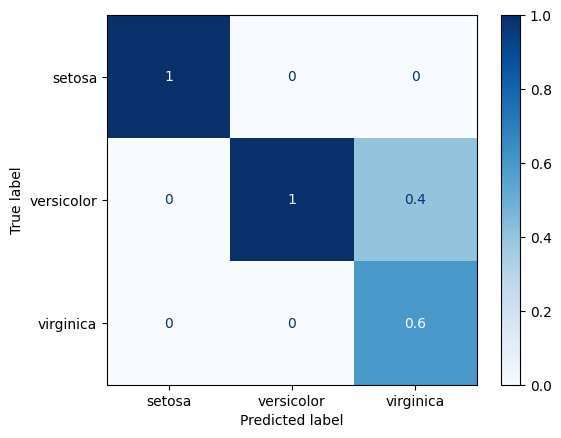 1.0
setosa 1 0 0
0.8
True label
versicolor 0 1 0.4
0.6
0.4
virginica 0 0 0.6
0.2
0.0
setosa versicolor virginica
Predicted label